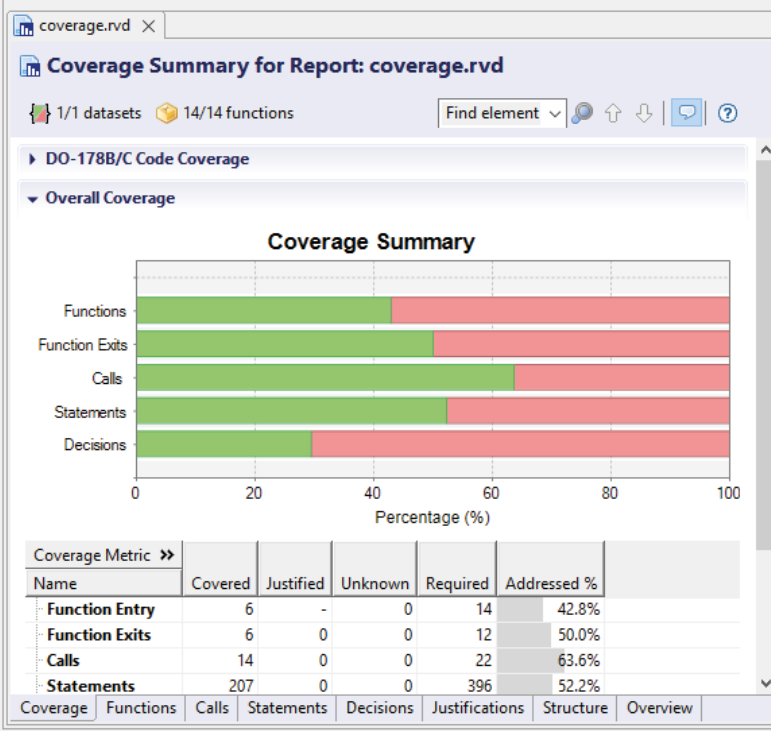 coverage.rvd
Coverage Summary for Report: coverage.rvd
1/1 datasets 14/14 functions Find element
DO-178B/C Code Coverage
Overall Coverage
Coverage Summary
Functions
Function Exits
Calls
Statements
Decisions
0 20 40 60 80 100
Percentage (%)
Coverage Metric »
Name Covered Justified Unknown Required Addressed %
Function Entry 6 - 0 14 42.8%
Function Exits 6 0 0 12 50.0%
Calls 14 0 0 22 63.6%
Statements 207 0 0 396 52.2%
Coverage Functions Calls Statements Decisions Justifications Structure Overview